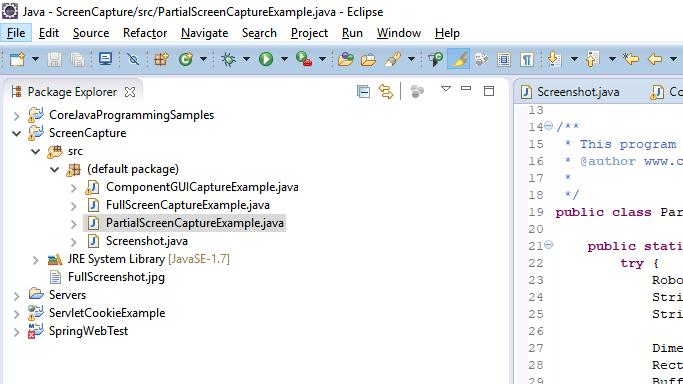 Java - ScreenCapture/src/PartialScreenCaptureExample.java - Eclipse
File Edit Source Refactor Navigate Search Project Run Window Help
Package Explorer
CoreJavaProgrammingSamples
ScreenCapture
src
(default package)
ComponentGUICaptureExample.java
FullScreenCaptureExample.java
PartialScreenCaptureExample.java
Screenshot.java
JRE System Library [JavaSE-1.7]
FullScreenshot.jpg
Servers
ServletCookieExample
SpringWebTest
Screenshot.java Co
13
14 /**
15 * This program
16 * @author www.c
17 *
18 */
19 public class Par
20
21 public stati
22 try {
23 Robo
24 Stri
25 Stri
26
27 Dime
28 Rect
29 Buff